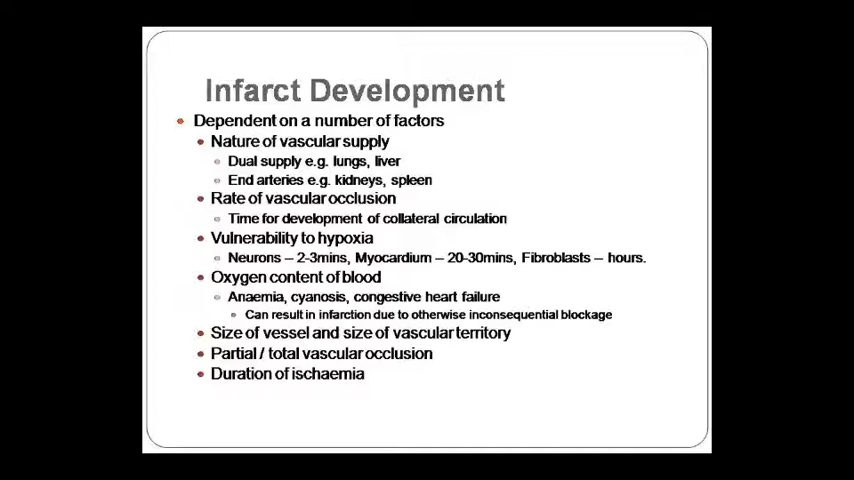 Infarct Development
Dependent on a number of factors
Nature of vascular supply
Dual supply e.g. lungs, liver
End arteries e.g. kidneys, spleen
Rate of vascular occlusion
Time for development of collateral circulation
Vulnerability to hypoxia
Neurons – 2-3mins, Myocardium – 20-30mins, Fibroblasts – hours.
Oxygen content of blood
Anaemia, cyanosis, congestive heart failure
Can result in infarction due to otherwise inconsequential blockage
Size of vessel and size of vascular territory
Partial / total vascular occlusion
Duration of ischaemia